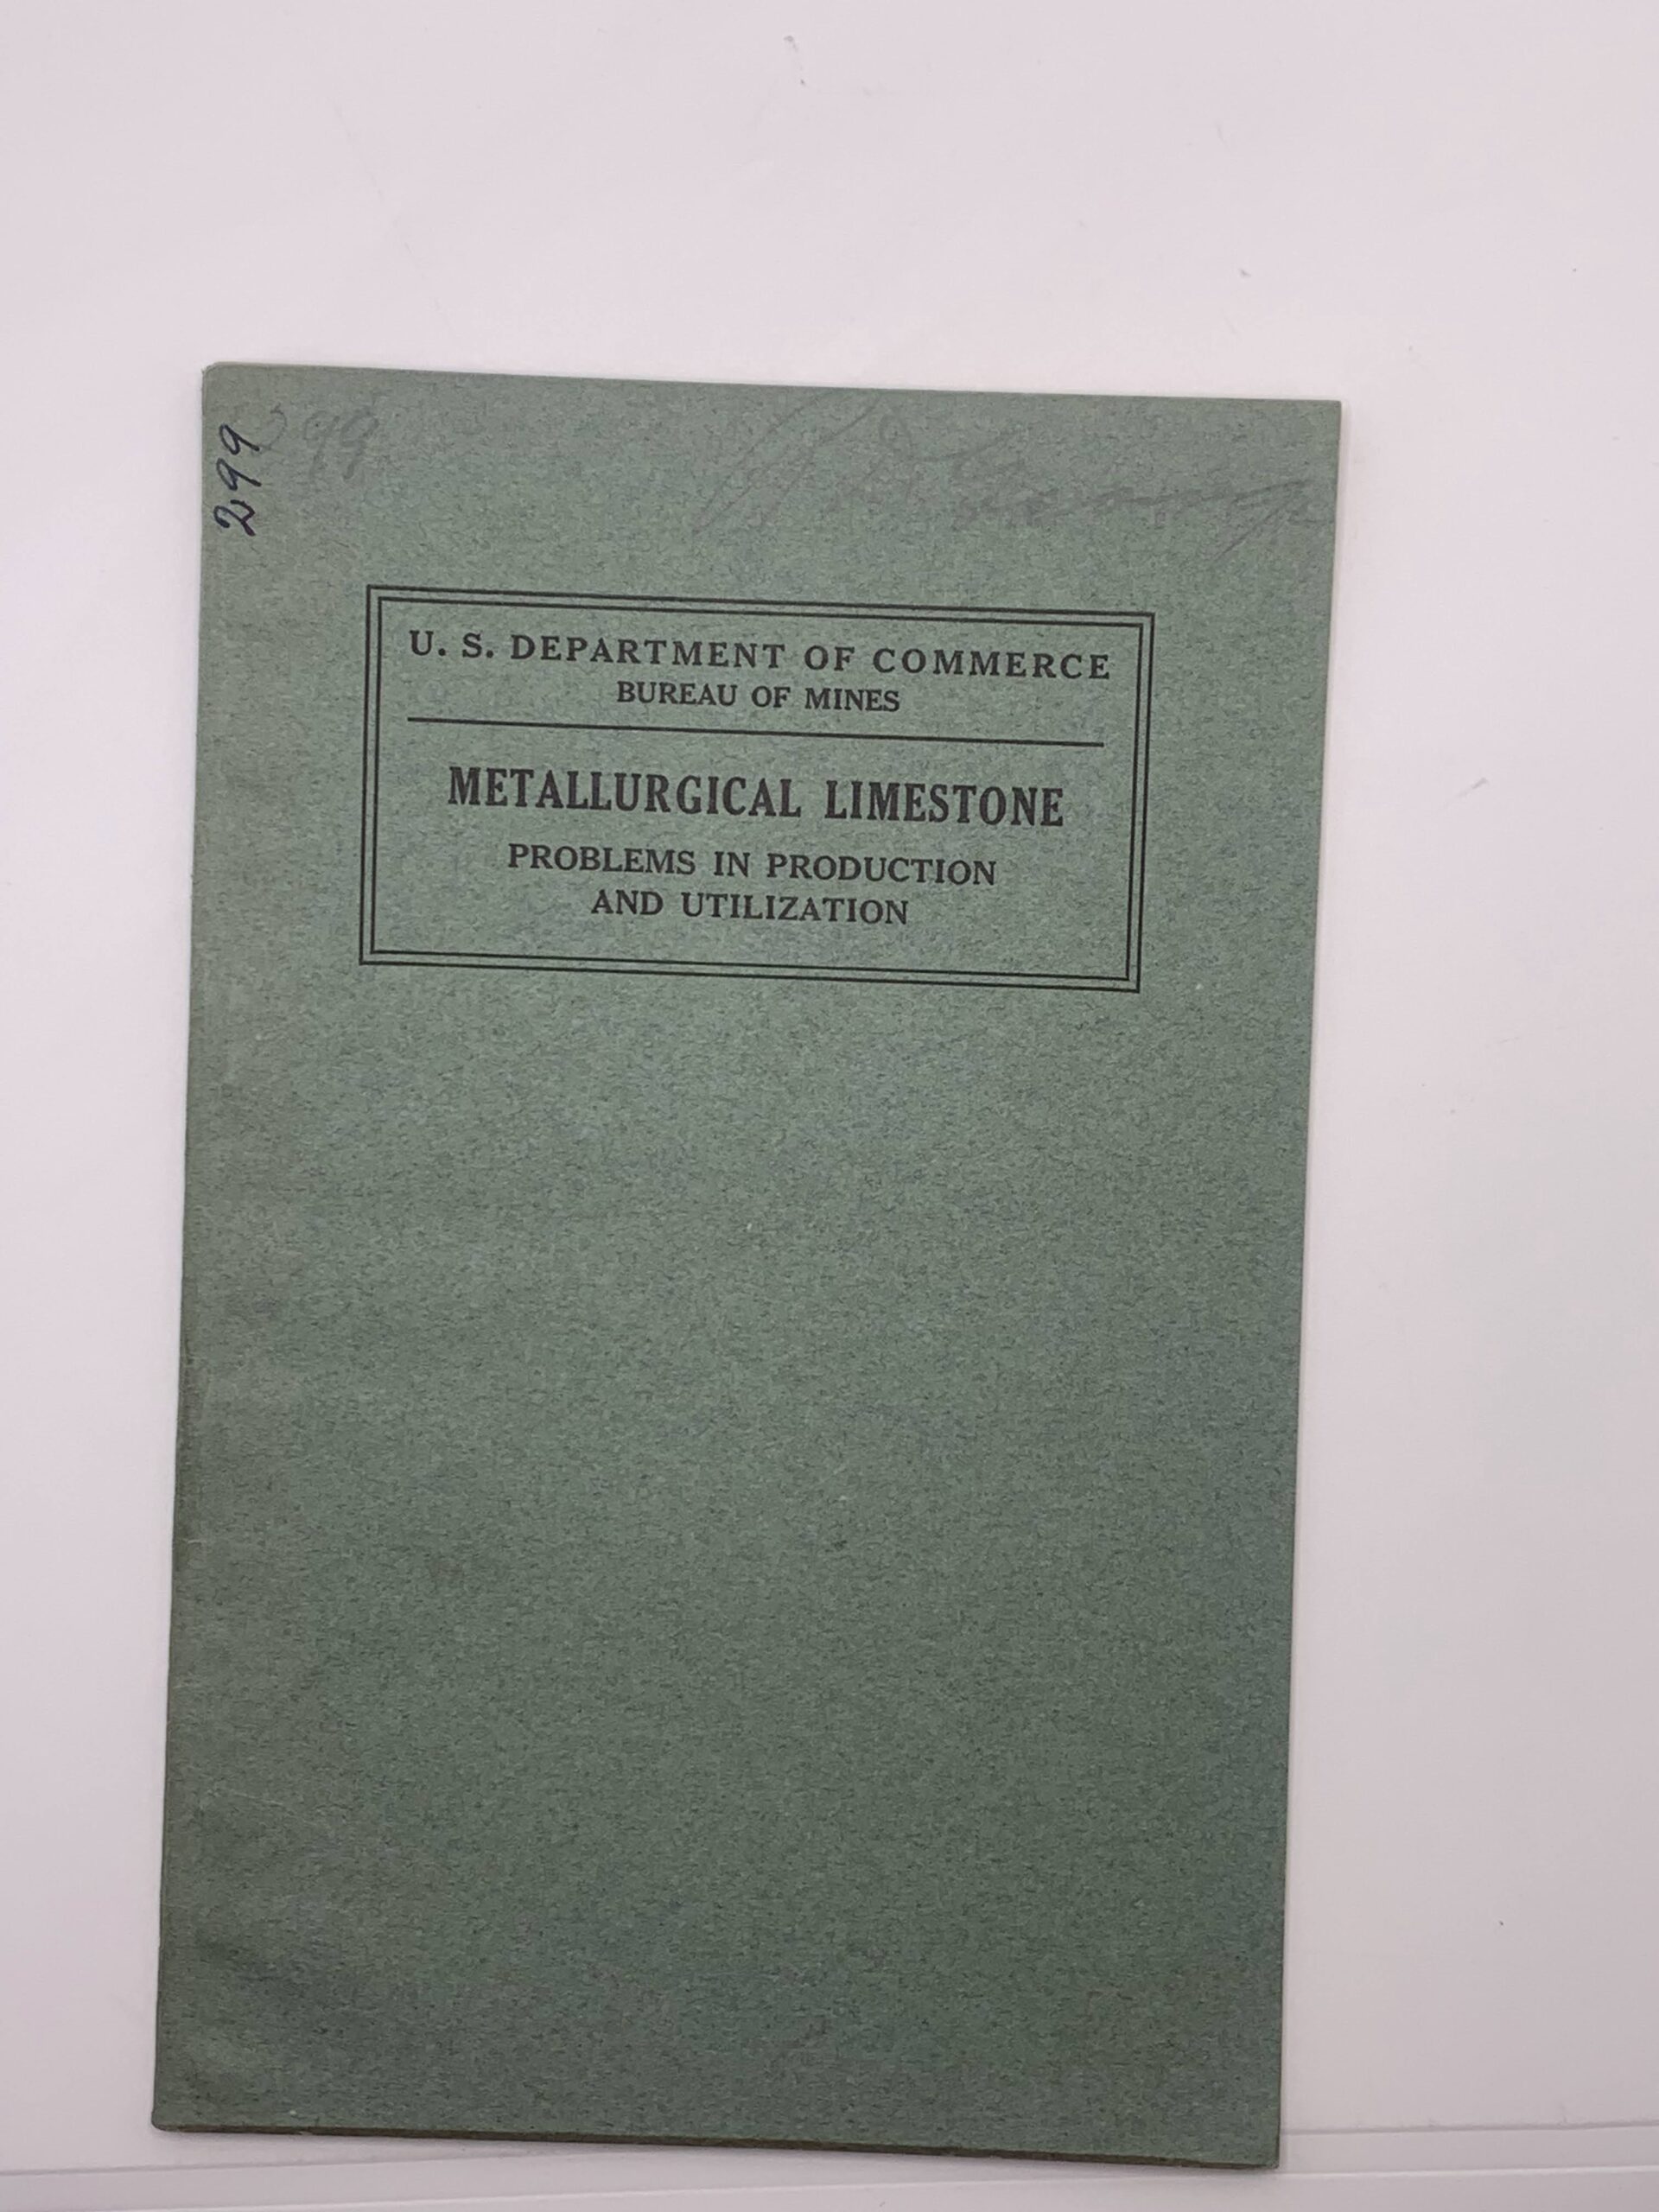 299
U. S. DEPARTMENT OF COMMERCE
BUREAU OF MINES
METALLURGICAL LIMESTONE
PROBLEMS IN PRODUCTION
AND UTILIZATION